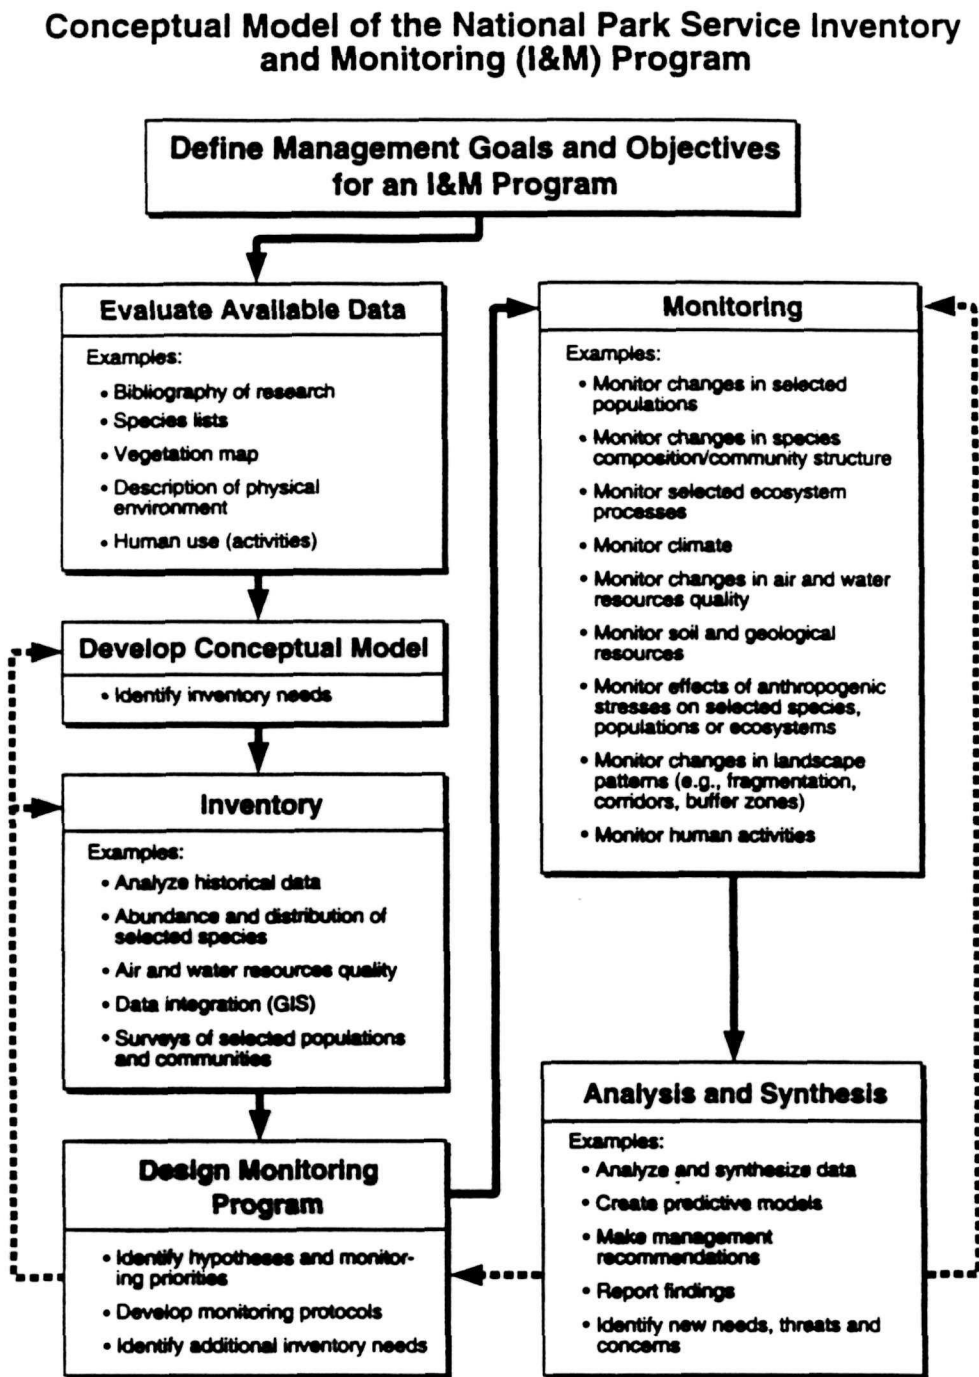 Conceptual Model of the National Park Service Inventory
and Monitoring (I&M) Program
Define Management Goals and Objectives
for an I&M Program
Evaluate Available Data
Examples:
• Bibliography of research
• Species lists
• Vegetation map
• Description of physical
environment
• Human use (activities)
Develop Conceptual Model
• Identify inventory needs
Inventory
Examples:
• Analyze historical data
• Abundance and distribution of
selected species
• Air and water resources quality
• Data integration (GIS)
• Surveys of selected populations
and communities
Design Monitoring
Program
• Identify hypotheses and monitor-
ing priorities
• Develop monitoring protocols
• Identify additional inventory needs
Monitoring
Examples:
• Monitor changes in selected
populations
• Monitor changes in species
composition/community structure
• Monitor selected ecosystem
processes
• Monitor climate
• Monitor changes in air and water
resources quality
• Monitor soil and geological
resources
• Monitor effects of anthropogenic
stresses on selected species,
populations or ecosystems
• Monitor changes in landscape
patterns (e.g., fragmentation,
corridors, buffer zones)
• Monitor human activities
Analysis and Synthesis
Examples:
• Analyze and synthesize data
• Create predictive models
• Make management
recommendations
• Report findings
• Identify new needs, threats and
concerns